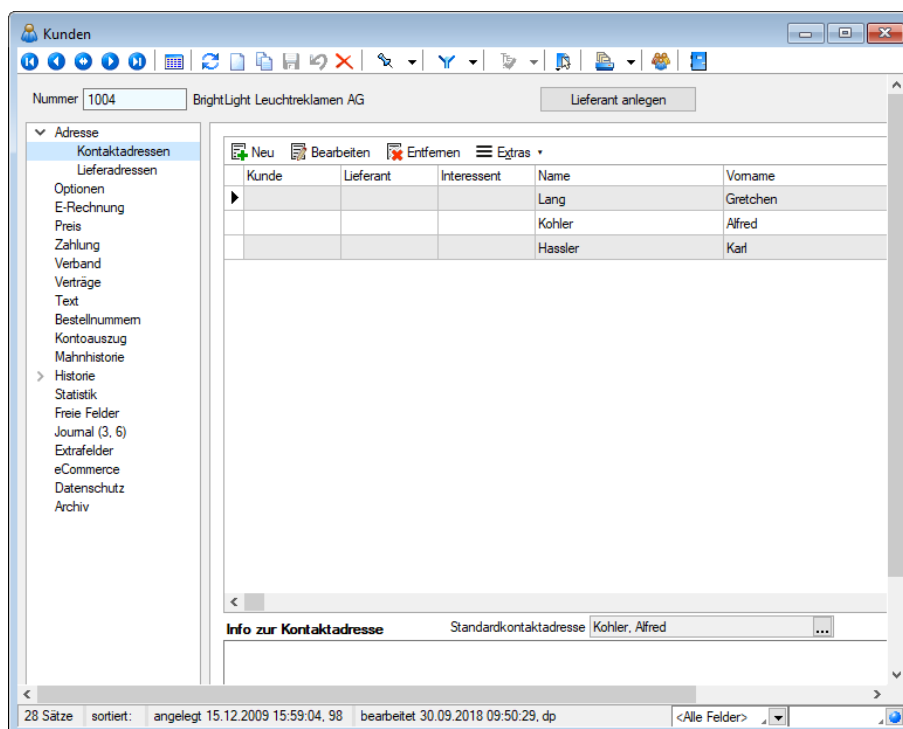 Kunden
Nummer 1004 BrightLight Leuchtreklamen AG Lieferant anlegen
Adresse
Kontaktadressen
Lieferadressen
Optionen
E-Rechnung
Preis
Zahlung
Verband
Verträge
Text
Bestellnummern
Kontoauszug
Mahnhistorie
Historie
Statistik
Freie Felder
Journal (3, 6)
Extrafelder
eCommerce
Datenschutz
Archiv
Neu Bearbeiten Entfernen Extras
Kunde Lieferant Interessent Name Vorname
Lang Gretchen
Kohler Alfred
Hassler Karl
Info zur Kontaktadresse Standardkontaktadresse Kohler, Alfred ...
28 Sätze sortiert: angelegt 15.12.2009 15:59:04, 98 bearbeitet 30.09.2018 09:50:29, dp <Alle Felder>